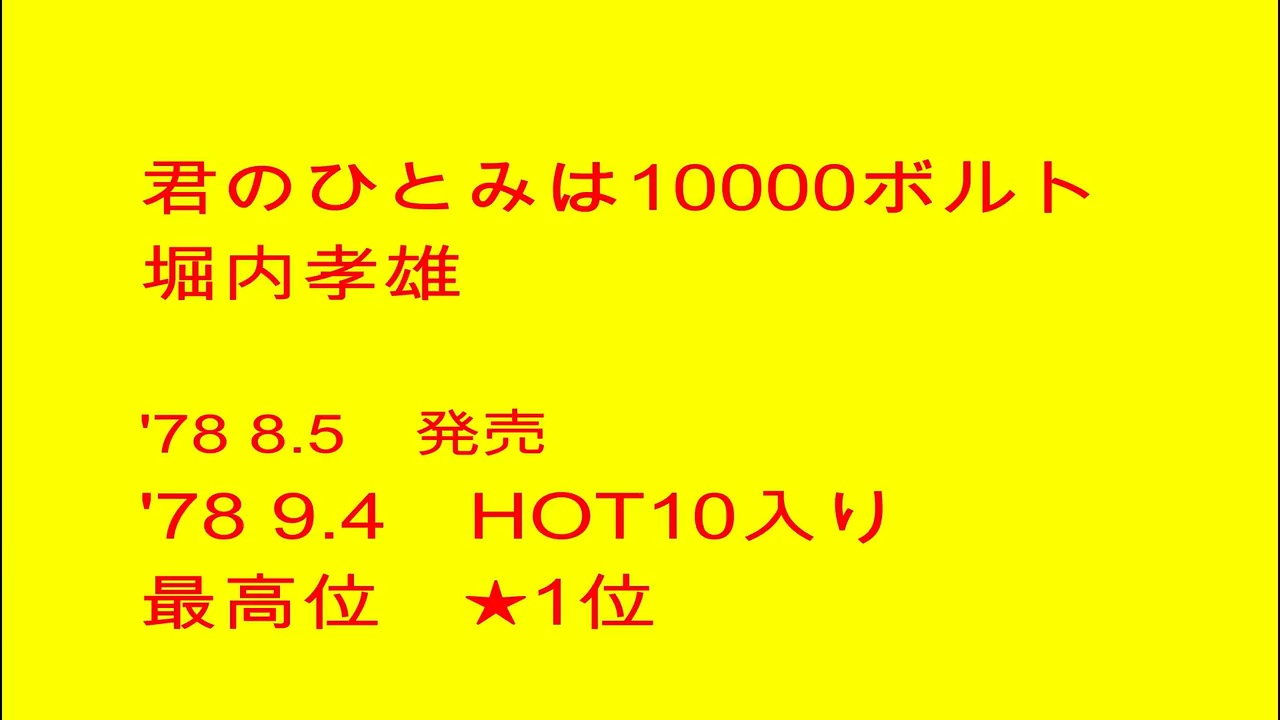 君のひとみは10000ボルト
堀内孝雄
'78 8.5　発売
'78 9.4　HOT10入り
最高位　★1位